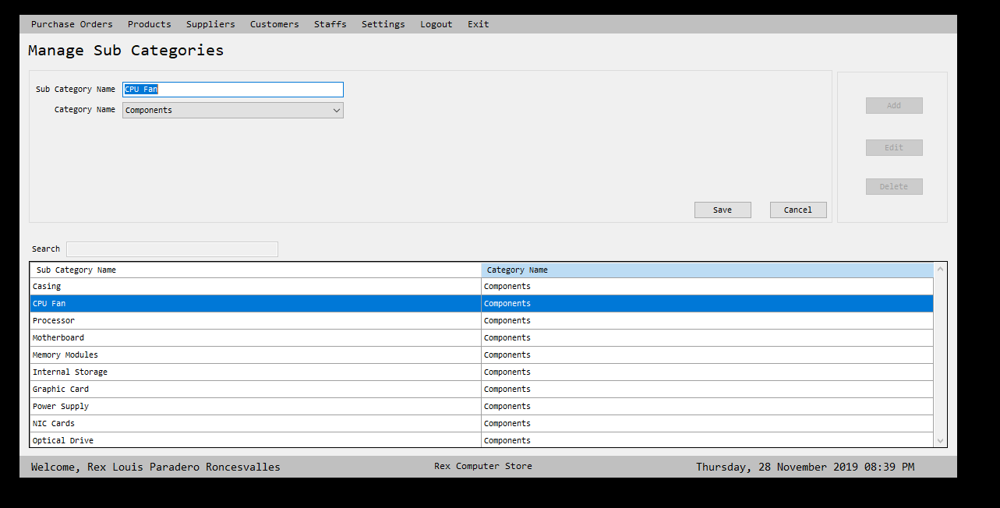 Purchase Orders Products Suppliers Customers Staffs Settings Logout Exit
Manage Sub Categories
Sub Category Name CPU Fan
Category Name Components
Add
Edit
Delete
Save Cancel
Search
Sub Category Name Category Name
Casing Components
CPU Fan Components
Processor Components
Motherboard Components
Memory Modules Components
Internal Storage Components
Graphic Card Components
Power Supply Components
NIC Cards Components
Optical Drive Components
Welcome, Rex Louis Paradero Roncesvalles Rex Computer Store Thursday, 28 November 2019 08:39 PM